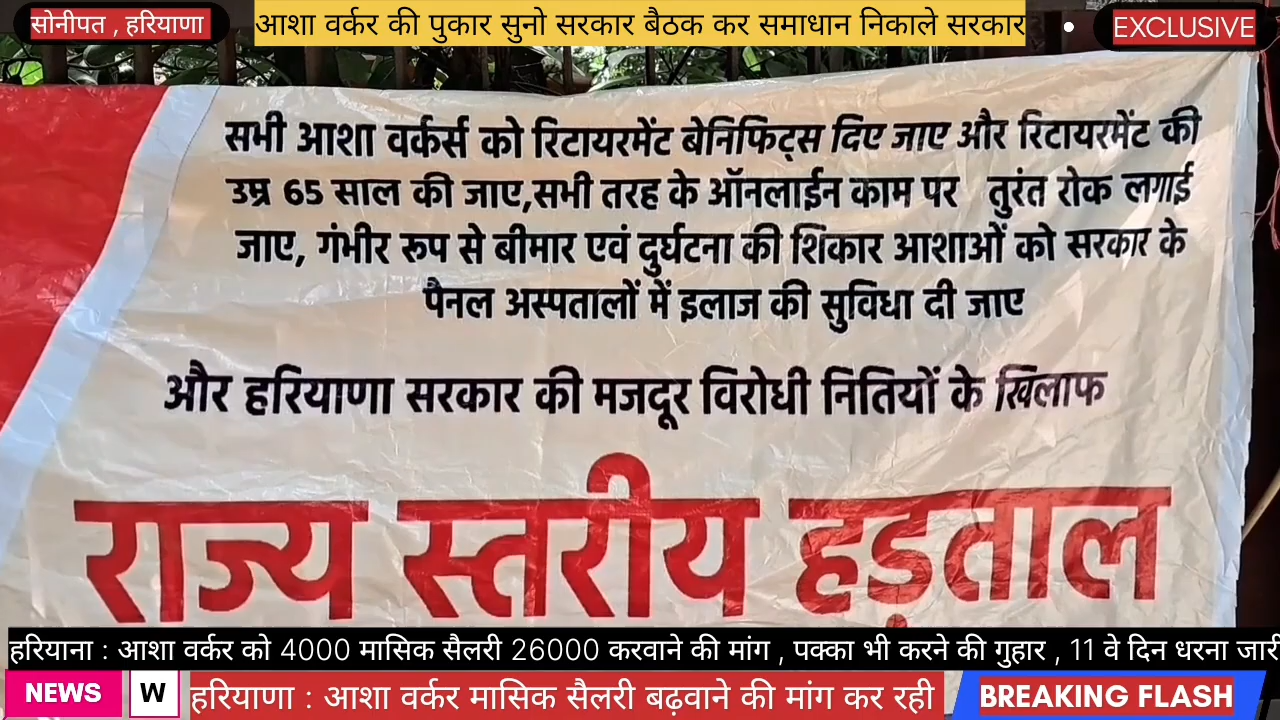 सोनीपत , हरियाणा
आशा वर्कर की पुकार सुनो सरकार बैठक कर समाधान निकाले सरकार
EXCLUSIVE
सभी आशा वर्कर्स को रिटायरमेंट बेनिफिट्स दिए जाए और रिटायरमेंट की
उम्र 65 साल की जाए,सभी तरह के ऑनलाईन काम पर तुरंत रोक लगाई
जाए, गंभीर रूप से बीमार एवं दुर्घटना की शिकार आशाओं को सरकार के
पैनल अस्पतालों में इलाज की सुविधा दी जाए
और हरियाणा सरकार की मजदूर विरोधी नितियों के खिलाफ
राज्य स्तरीय हड़ताल
हरियाना : आशा वर्कर को 4000 मासिक सैलरी 26000 करवाने की मांग , पक्का भी करने की गुहार , 11 वे दिन धरना जारी
NEWS W हरियाणा : आशा वर्कर मासिक सैलरी बढ़वाने की मांग कर रही BREAKING FLASH